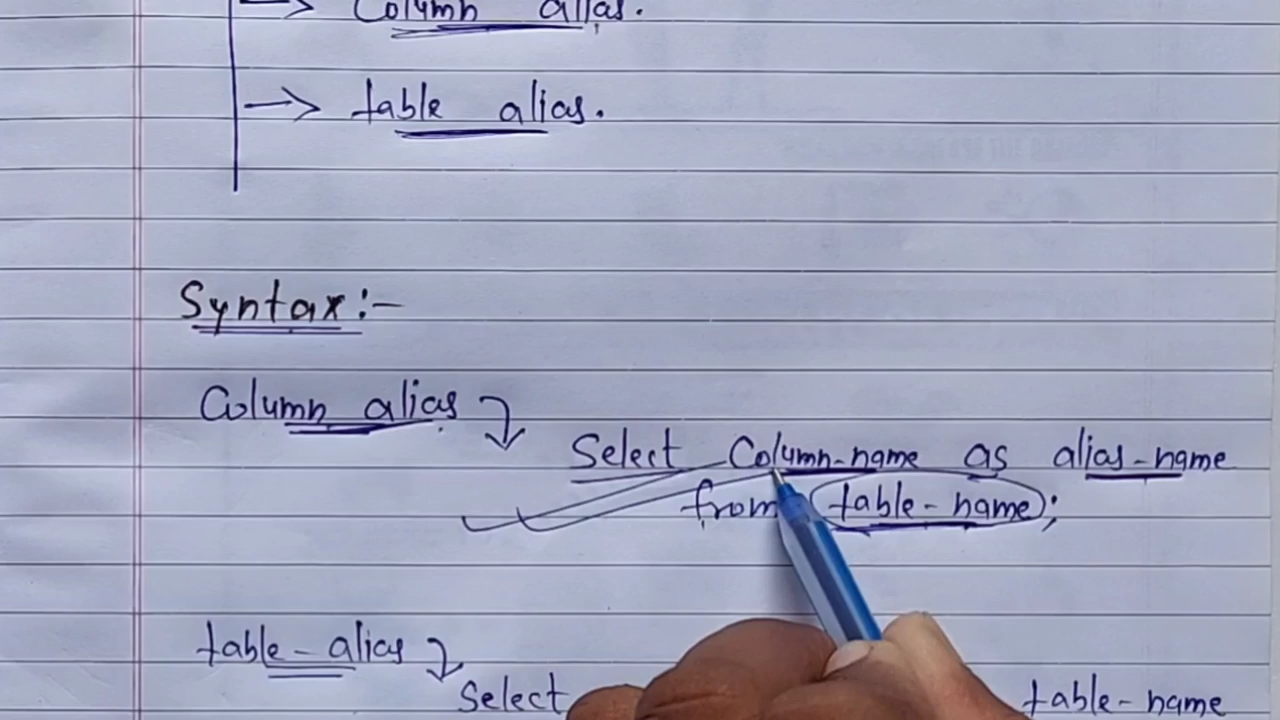 → Column alias.
→ table alias.
Syntax:-
Column alias
Select Column-name as alias-name
from table-name;
table-alias
Select table-name